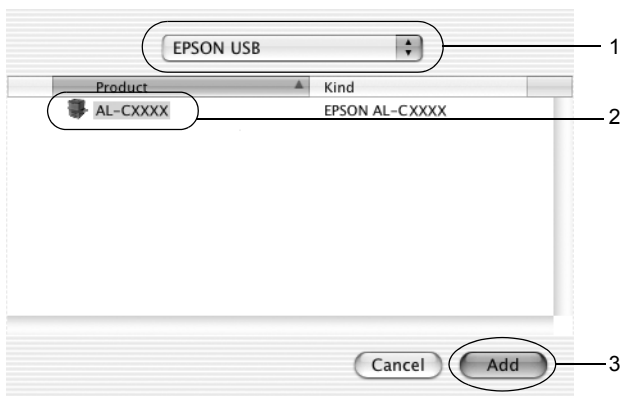 EPSON USB 1
Product Kind
AL-CXXXX EPSON AL-CXXXX 2
Cancel Add 3